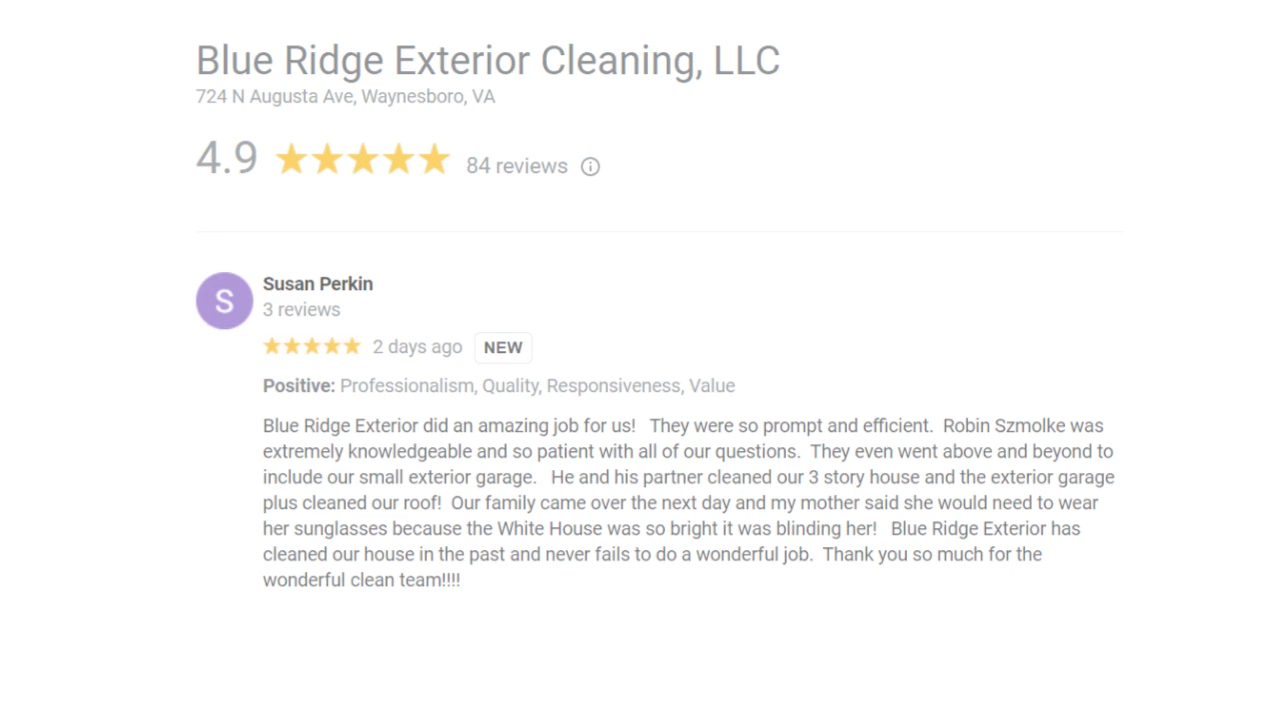 Blue Ridge Exterior Cleaning, LLC
724 N Augusta Ave, Waynesboro, VA
4.9 84 reviews
S
Susan Perkin
3 reviews
2 days ago NEW
Positive: Professionalism, Quality, Responsiveness, Value
Blue Ridge Exterior did an amazing job for us! They were so prompt and efficient. Robin Szmolke was
extremely knowledgeable and so patient with all of our questions. They even went above and beyond to
include our small exterior garage. He and his partner cleaned our 3 story house and the exterior garage
plus cleaned our roof! Our family came over the next day and my mother said she would need to wear
her sunglasses because the White House was so bright it was blinding her! Blue Ridge Exterior has
cleaned our house in the past and never fails to do a wonderful job. Thank you so much for the
wonderful clean team!!!!